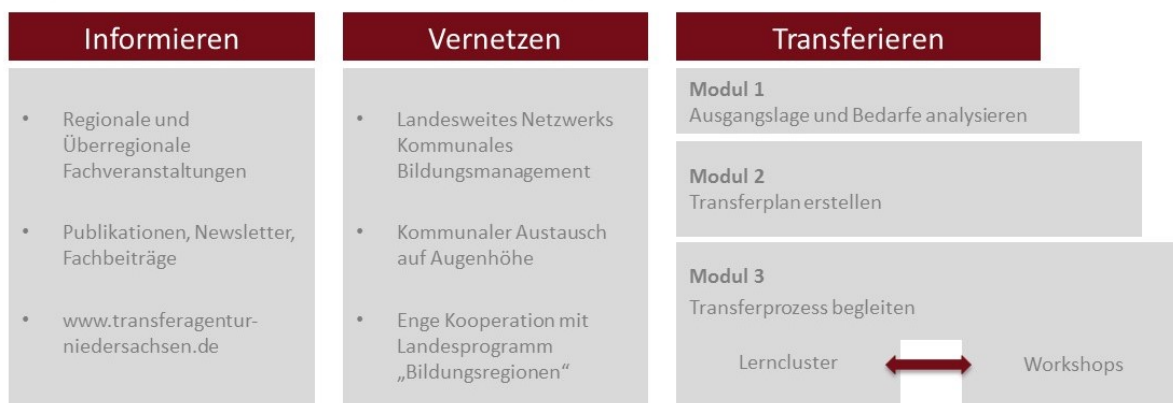 Informieren
• Regionale und
Überregionale
Fachveranstaltungen
• Publikationen, Newsletter,
Fachbeiträge
• www.transferagentur-
niedersachsen.de
Vernetzen
• Landesweites Netzwerks
Kommunales
Bildungsmanagement
• Kommunaler Austausch
auf Augenhöhe
• Enge Kooperation mit
Landesprogramm
„Bildungsregionen“
Transferieren
Modul 1
Ausgangslage und Bedarfe analysieren
Modul 2
Transferplan erstellen
Modul 3
Transferprozess begleiten
Lerncluster
Workshops